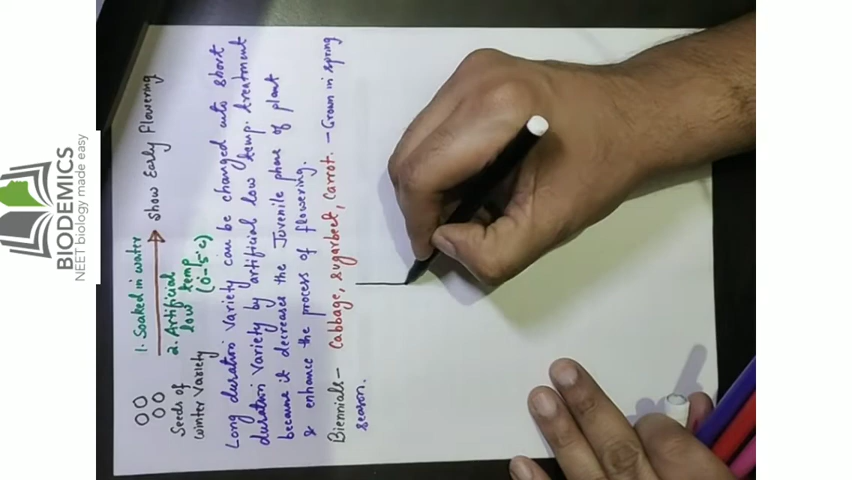 BIODEMICS
NEET biology made easy
1. Soaked in water
Show Early Flowering
2. Artificial
low temp
(0-5°c)
Seeds of
winter Variety
Long duration Variety can be changed into short
duration Variety by artificial low temp. treatment
because it decreases the Juvenile phase of plant
& enhance the process of flowering.
Biennials - Cabbage, sugarbeet, Carrot. - Grown in spring
season.